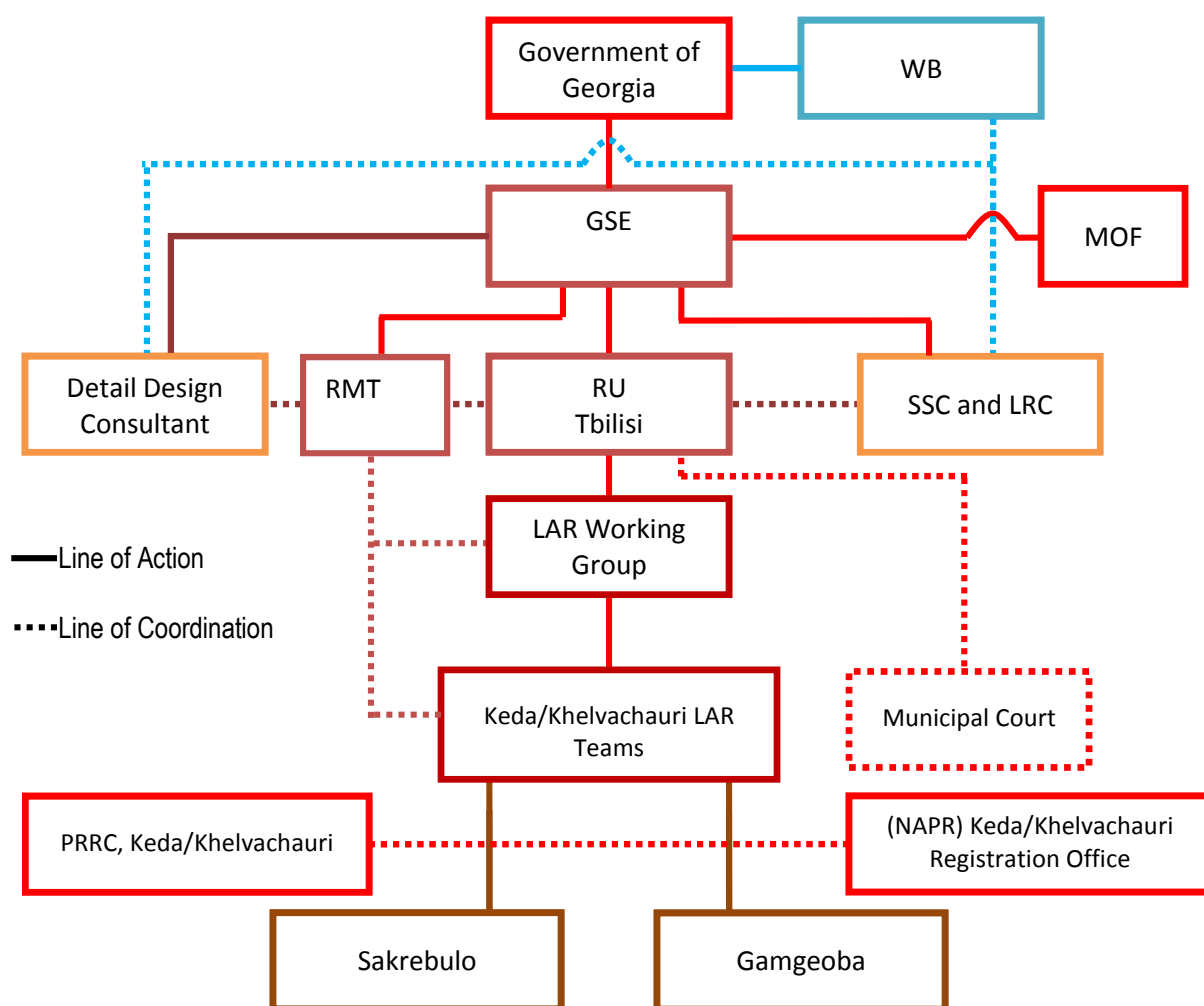 Government of
Georgia
WB
GSE
MOF
Detail Design
Consultant
RMT
RU
Tbilisi
SSC and LRC
LAR Working
Group
Line of Action
Line of Coordination
Keda/Khelvachauri LAR
Teams
Municipal Court
PRRC, Keda/Khelvachauri
(NAPR) Keda/Khelvachauri
Registration Office
Sakrebulo
Gamgeoba